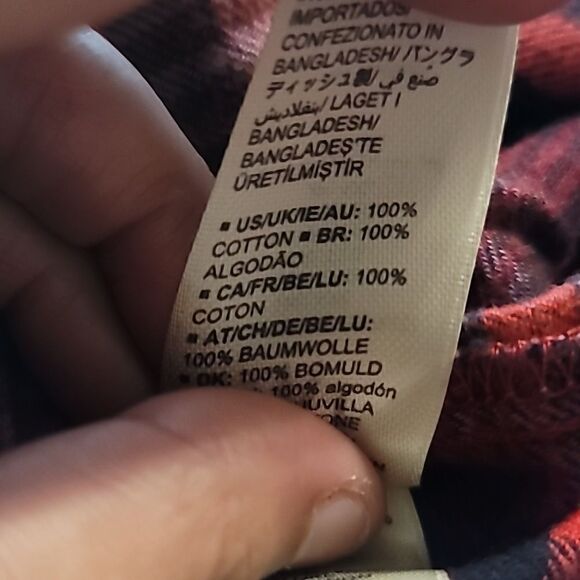 IMPORTADOS/
CONFEZIONATO IN
BANGLADESH/ バングラ
ディッシュ製/ صنع في
بنغلاديش/ LAGET I
BANGLADESH/
BANGLADEŞ'TE
ÜRETİLMİŞTİR
▪ US/UK/IE/AU: 100%
COTTON ▪ BR: 100%
ALGODÃO
▪ CA/FR/BE/LU: 100%
COTON
▪ AT/CH/DE/BE/LU:
100% BAUMWOLLE
▪ DK: 100% BOMULD
100% algodón